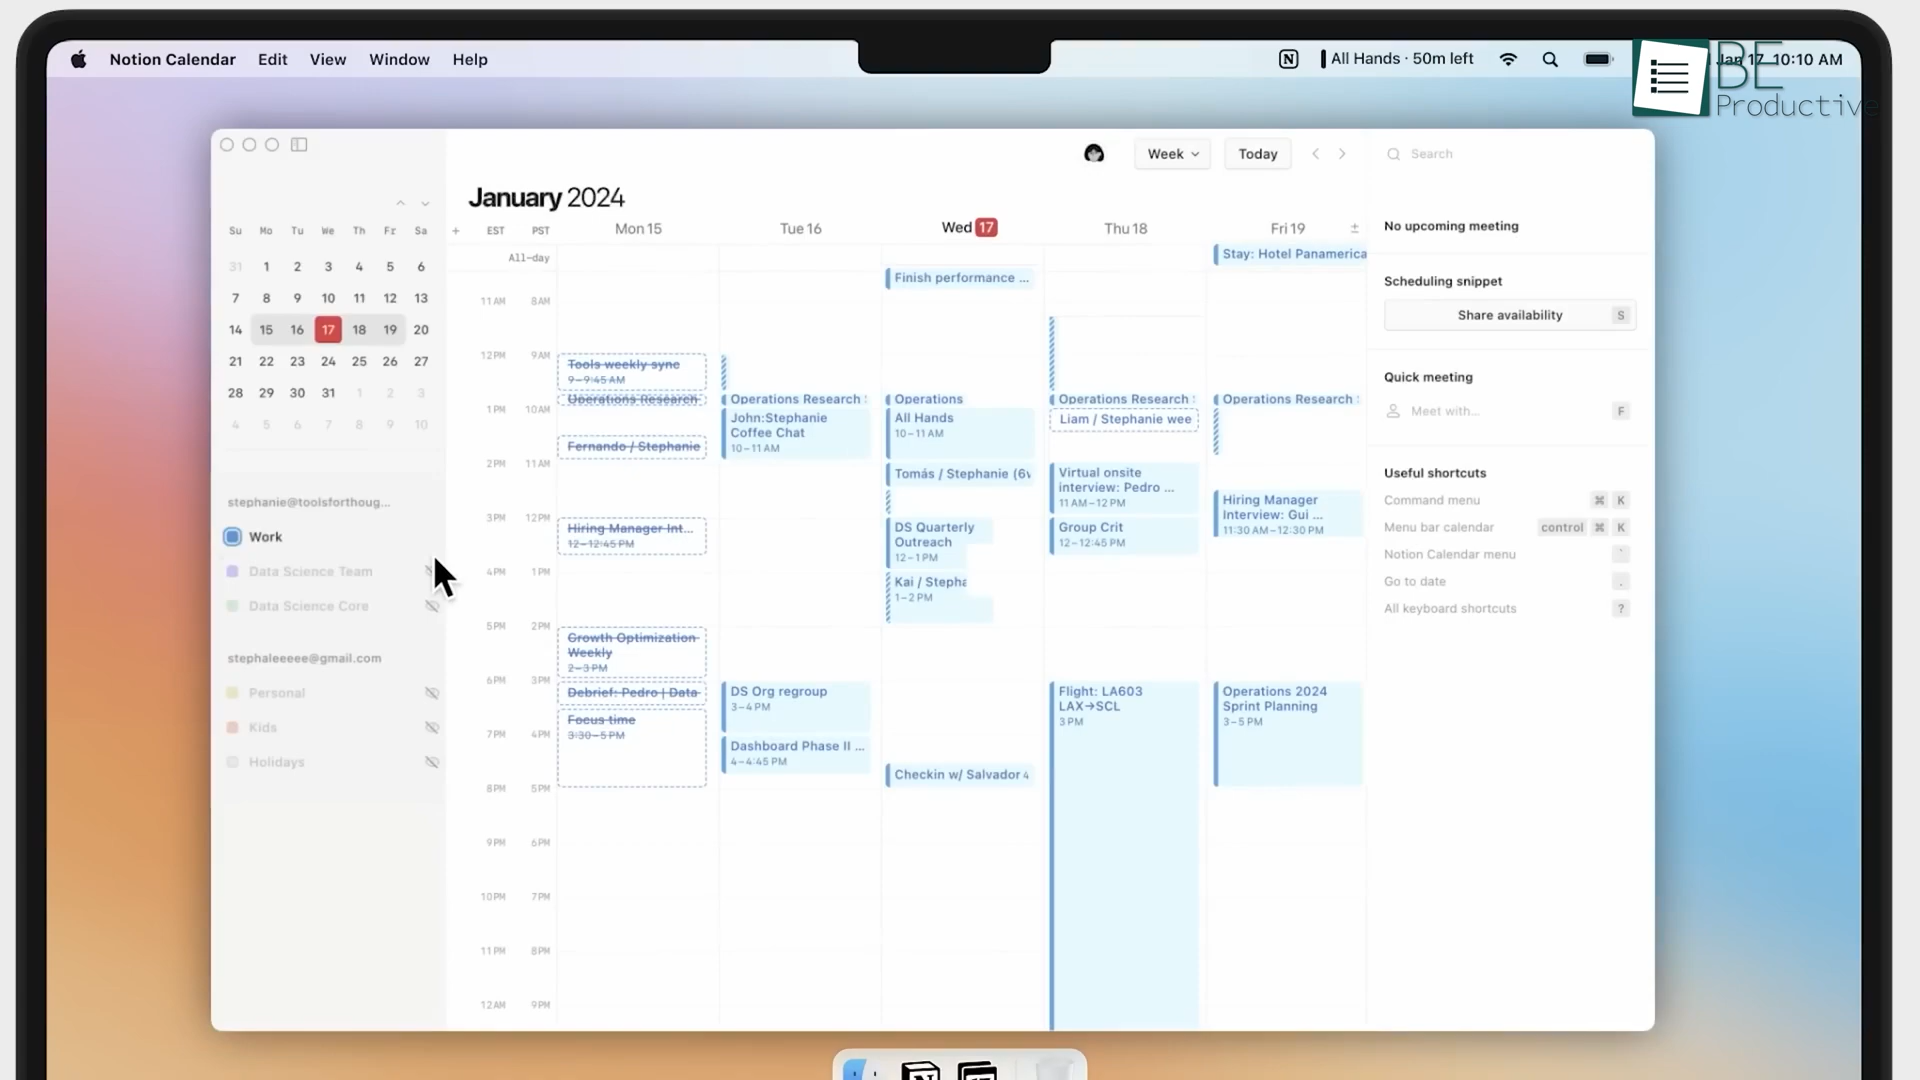 Notion Calendar Edit View Window Help
All Hands · 50m left
Jan 17 10:10 AM
BE
Productive
Week
Today
Search
January 2024
Su Mo Tu We Th Fr Sa
31 1 2 3 4 5 6
7 8 9 10 11 12 13
14 15 16 17 18 19 20
21 22 23 24 25 26 27
28 29 30 31 1 2 3
4 5 6 7 8 9 10
stephanie@toolsforthoug...
Work
Data Science Team
Data Science Core
stephaleeeee@gmail.com
Personal
Kids
Holidays
+ EST PST Mon 15 Tue 16 Wed 17 Thu 18 Fri 19
All-day
11 AM 8 AM
12 PM 9 AM
1 PM 10 AM
2 PM 11 AM
3 PM 12 PM
4 PM 1 PM
5 PM 2 PM
6 PM 3 PM
7 PM 4 PM
8 PM 5 PM
9 PM 6 PM
10 PM 7 PM
11 PM 8 PM
12 AM 9 PM
Tools weekly sync
9–9:45 AM
Operations Research
Fernando / Stephanie
Hiring Manager Int...
12–12:45 PM
Growth Optimization
Weekly
2–3 PM
Debrief: Pedro | Data
Focus time
3:30–5 PM
Operations Research
John:Stephanie
Coffee Chat
10–11 AM
DS Org regroup
3–4 PM
Dashboard Phase II ...
4–4:45 PM
Finish performance ...
Operations
All Hands
10–11 AM
Tomás / Stephanie (6w
DS Quarterly
Outreach
12–1 PM
Kai / Stepha
1–2 PM
Checkin w/ Salvador 4
Operations Research
Liam / Stephanie wee
Virtual onsite
interview: Pedro ...
11 AM–12 PM
Group Crit
12–12:45 PM
Flight: LA603
LAX→SCL
3 PM
Stay: Hotel Panamerica
Operations Research
Hiring Manager
Interview: Gui ...
11:30 AM–12:30 PM
Operations 2024
Sprint Planning
3–5 PM
No upcoming meeting
Scheduling snippet
Share availability S
Quick meeting
Meet with... F
Useful shortcuts
Command menu ⌘ K
Menu bar calendar control ⌘ K
Notion Calendar menu `
Go to date .
All keyboard shortcuts ?